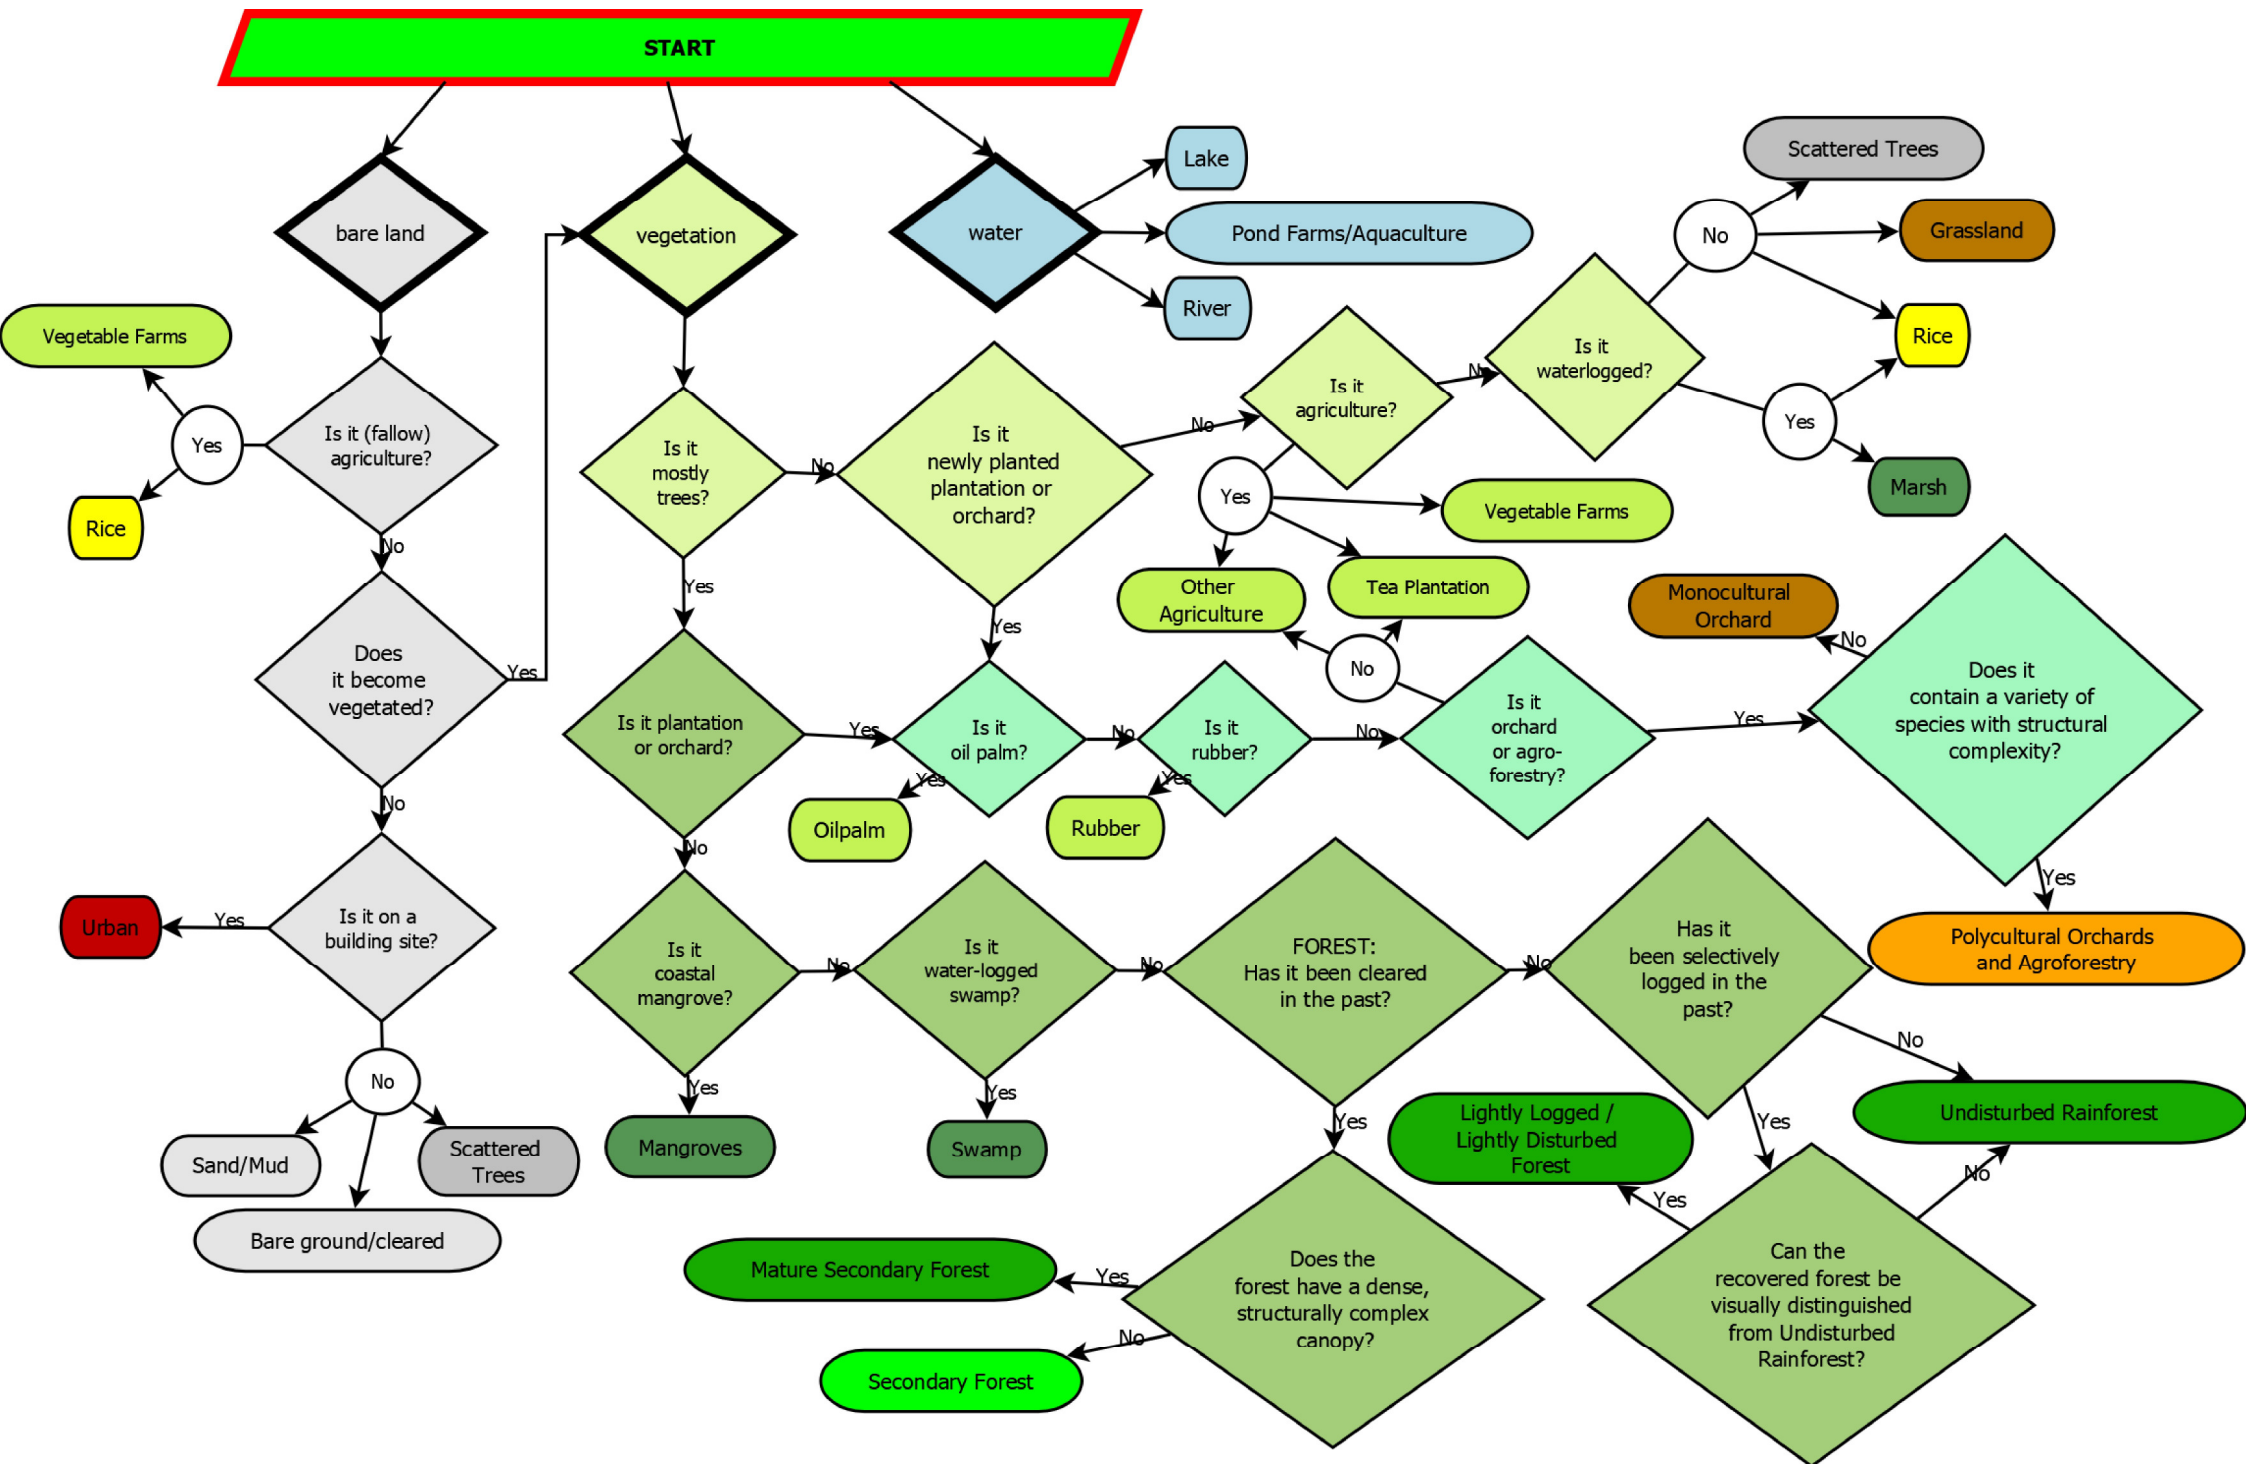 START
bare land
vegetation
water
Lake
Pond Farms/Aquaculture
River
Scattered Trees
No
Grassland
Rice
Yes
Marsh
Is it
waterlogged?
No
Is it
agriculture?
No
Yes
Vegetable Farms
Tea Plantation
Other
Agriculture
Vegetable Farms
Yes
Rice
Is it (fallow)
agriculture?
No
Is it
mostly
trees?
No
Yes
Is it
newly planted
plantation or
orchard?
Yes
Does
it become
vegetated?
Yes
No
Is it plantation
or orchard?
Yes
No
Is it
oil palm?
Yes
Oilpalm
No
Is it
rubber?
Yes
Rubber
No
Is it
orchard
or agro-
forestry?
No
Yes
Does it
contain a variety of
species with structural
complexity?
No
Monocultural
Orchard
Yes
Polycultural Orchards
and Agroforestry
Is it on a
building site?
Yes
Urban
No
Sand/Mud
Scattered
Trees
Bare ground/cleared
Is it
coastal
mangrove?
No
Yes
Mangroves
Is it
water-logged
swamp?
No
Yes
Swamp
FOREST:
Has it been cleared
in the past?
No
Yes
Has it
been selectively
logged in the
past?
No
Undisturbed Rainforest
Yes
Lightly Logged /
Lightly Disturbed
Forest
Yes
No
Can the
recovered forest be
visually distinguished
from Undisturbed
Rainforest?
Does the
forest have a dense,
structurally complex
canopy?
Yes
Mature Secondary Forest
No
Secondary Forest